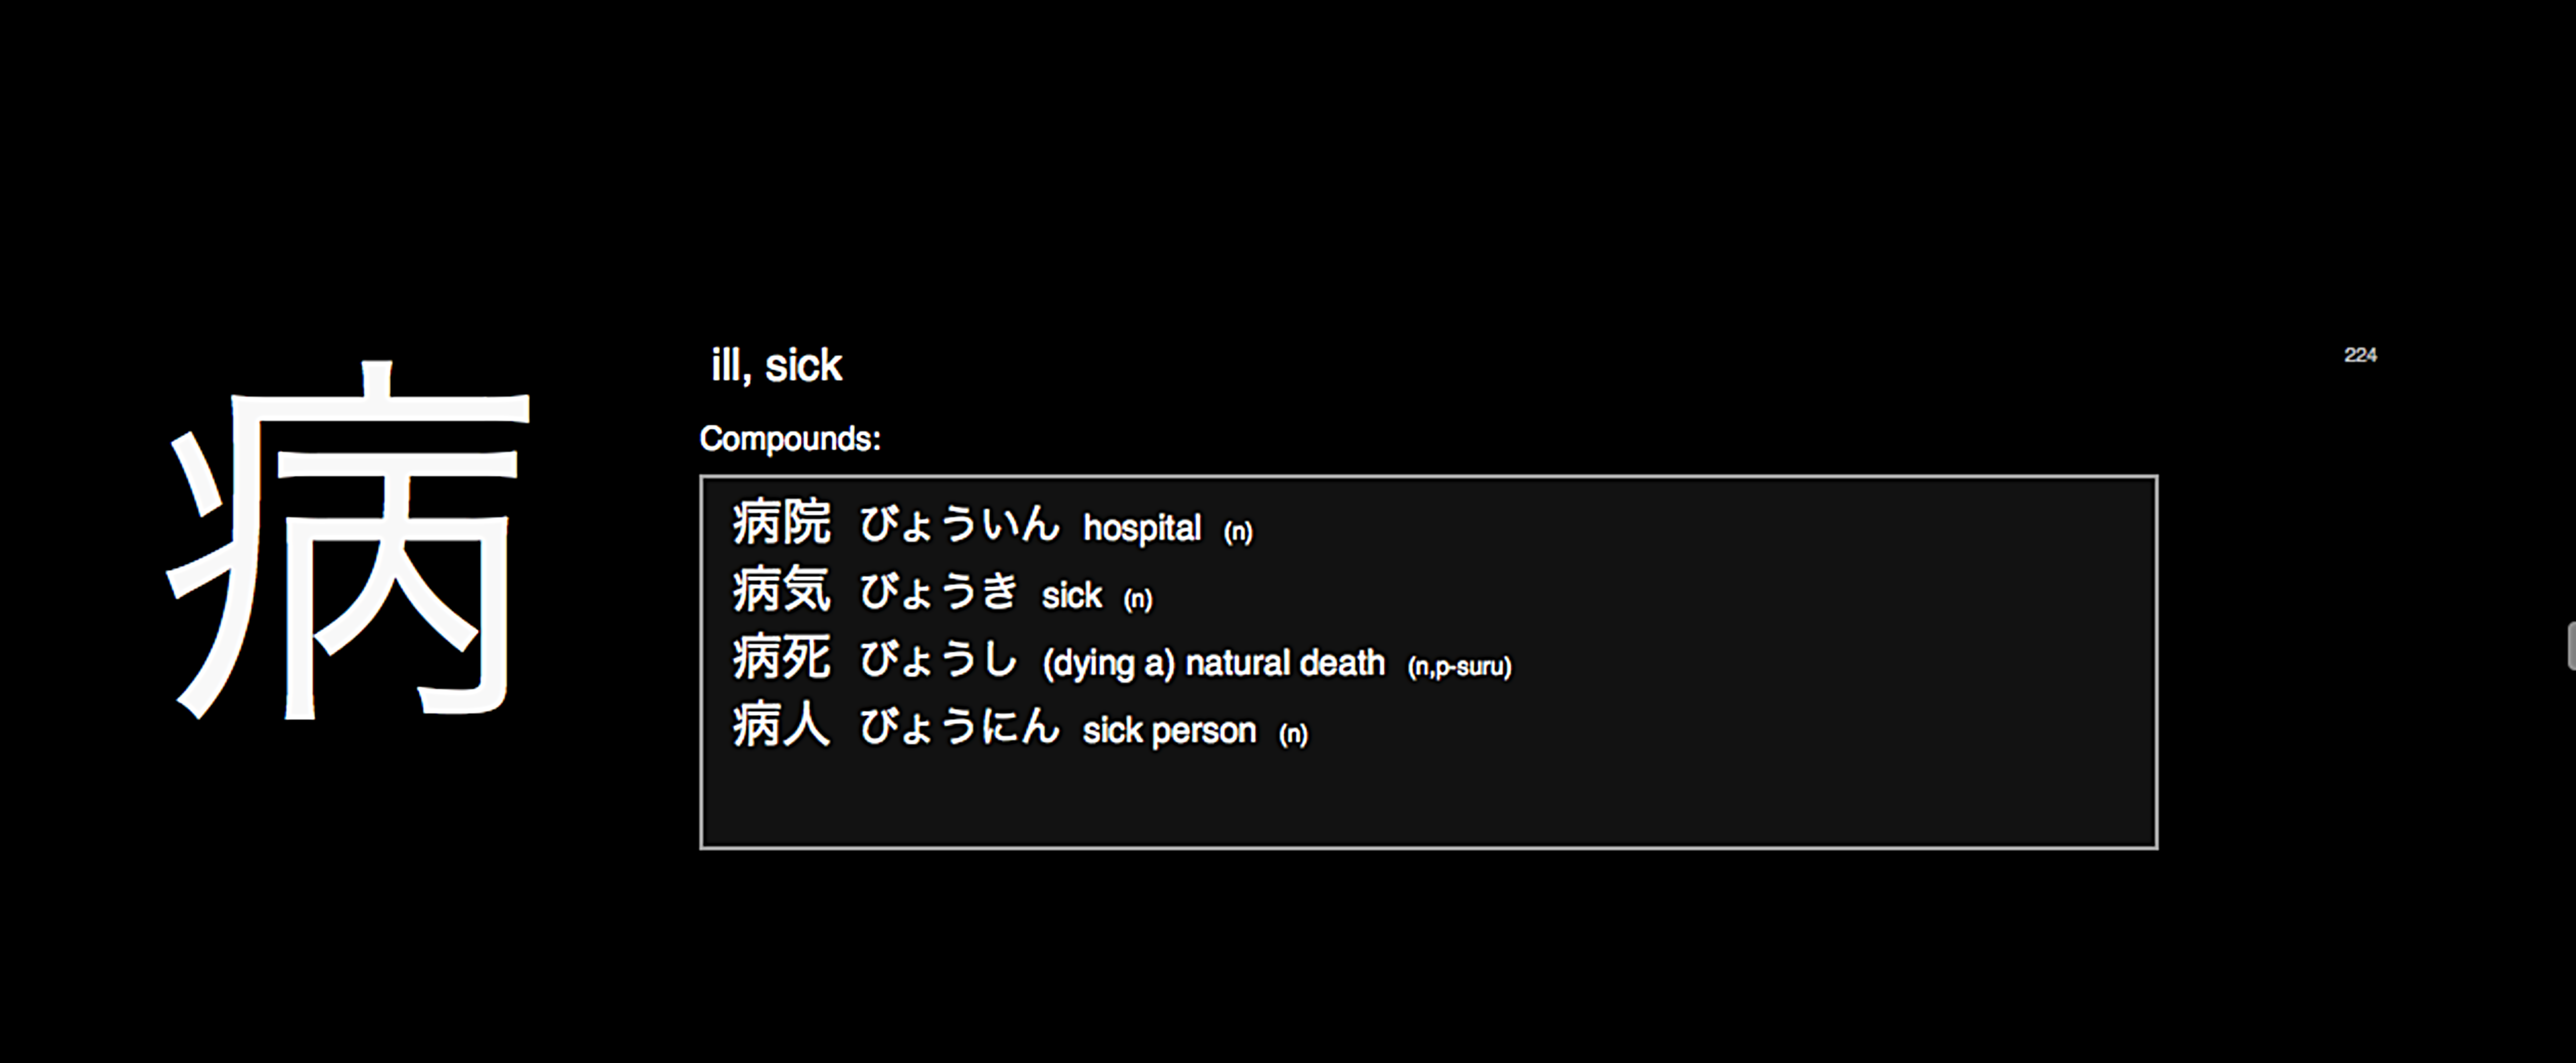 病
ill, sick
224
Compounds:
病院 びょういん hospital (n)
病気 びょうき sick (n)
病死 びょうし (dying a) natural death (n,p-suru)
病人 びょうにん sick person (n)